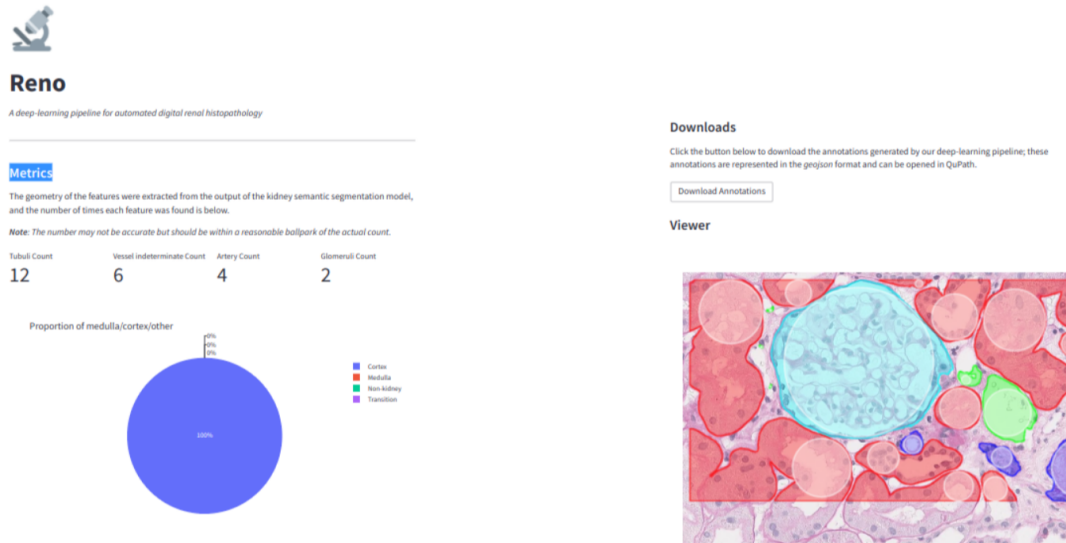 Reno
A deep-learning pipeline for automated digital renal histopathology
Metrics
The geometry of the features were extracted from the output of the kidney semantic segmentation model,
and the number of times each feature was found is below.
Note: The number may not be accurate but should be within a reasonable ballpark of the actual count.
Tubuli Count
12
Vessel indeterminate Count
6
Artery Count
4
Glomeruli Count
2
Proportion of medulla/cortex/other
0%
0%
0%
100%
Cortex
Medulla
Non-kidney
Transition
Downloads
Click the button below to download the annotations generated by our deep-learning pipeline; these
annotations are represented in the geojson format and can be opened in QuPath.
Download Annotations
Viewer